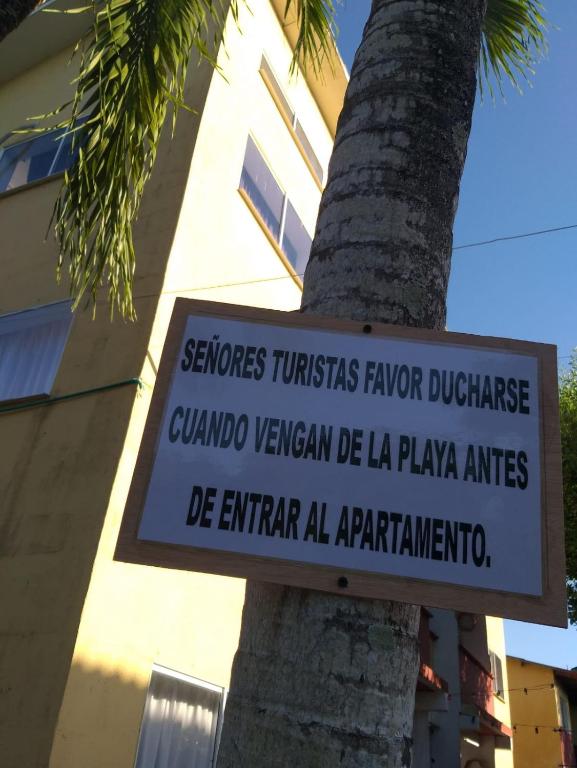 SEÑORES TURISTAS FAVOR DUCHARSE
CUANDO VENGAN DE LA PLAYA ANTES
DE ENTRAR AL APARTAMENTO.